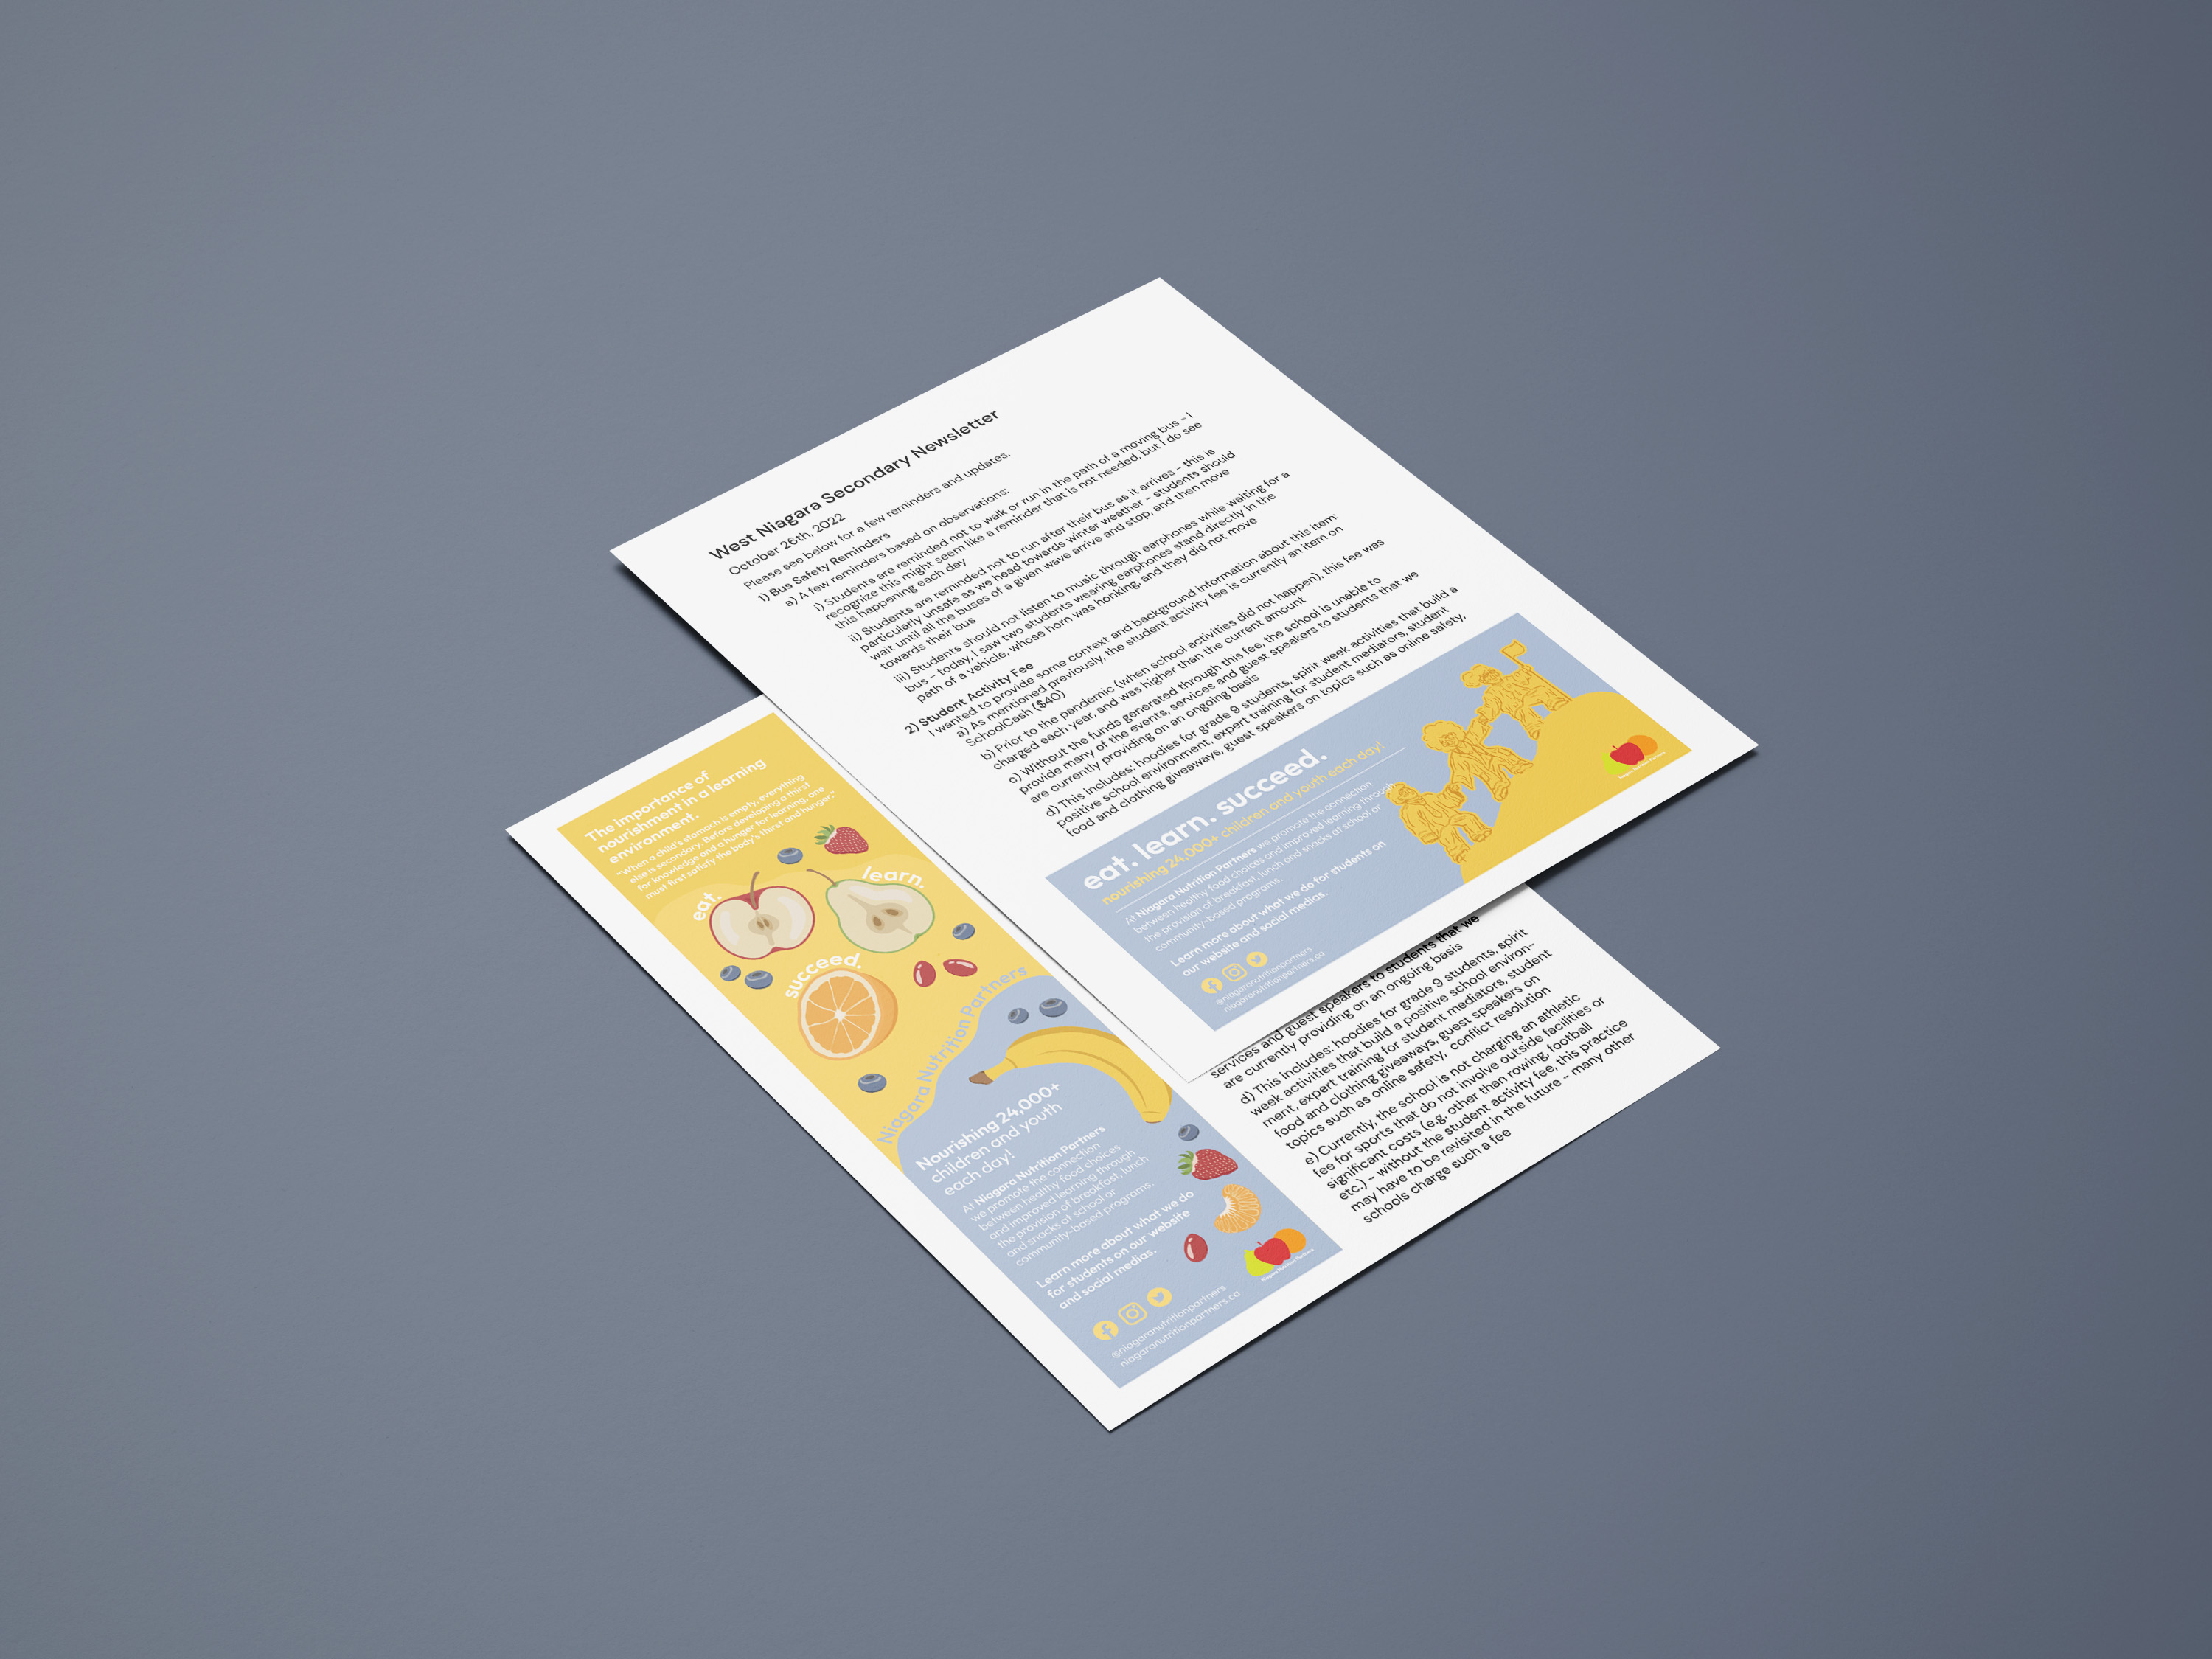 West Niagara Secondary Newsletter
October 26th, 2022
Please see below for a few reminders and updates.
1) Bus Safety Reminders
a) A few reminders based on observations:
i) Students are reminded not to walk or run in the path of a moving bus - I
recognize this might seem like a reminder that is not needed, but I do see
this happening each day
ii) Students are reminded not to run after their bus as it arrives - this is
particularly unsafe as we head towards winter weather - students should
wait until all the buses of a given wave arrive and stop, and then move
towards their bus
iii) Students should not listen to music through earphones while waiting for a
bus - today, I saw two students wearing earphones stand directly in the
path of a vehicle, whose horn was honking, and they did not move
2) Student Activity Fee
I wanted to provide some context and background information about this item:
a) As mentioned previously, the student activity fee is currently an item on
SchoolCash ($40)
b) Prior to the pandemic (when school activities did not happen), this fee was
charged each year, and was higher than the current amount
c) Without the funds generated through this fee, the school is unable to
provide many of the events, services and guest speakers to students that we
are currently providing on an ongoing basis
d) This includes: hoodies for grade 9 students, spirit week activities that build a
positive school environment, expert training for student mediators, student
food and clothing giveaways, guest speakers on topics such as online safety,
eat. learn. succeed.
nourishing 24,000+ children and youth each day!
At Niagara Nutrition Partners we promote the connection
between healthy food choices and improved learning through
the provision of breakfast, lunch and snacks at school or
community-based programs.
Learn more about what we do for students on
our website and social medias.
@niagaranutritionpartners
niagaranutritionpartners.ca
Niagara Nutrition Partners
The importance of
nourishment in a learning
environment.
"When a child's stomach is empty, everything
else is secondary. Before developing a thirst
for knowledge and a hunger for learning, one
must first satisfy the body's thirst and hunger."
eat.
learn.
succeed.
Niagara Nutrition Partners
Nourishing 24,000+
children and youth
each day!
At Niagara Nutrition Partners
we promote the connection
between healthy food choices
and improved learning through
the provision of breakfast, lunch
and snacks at school or
community-based programs.
Learn more about what we do
for students on our website
and social medias.
@niagaranutritionpartners
niagaranutritionpartners.ca
Niagara Nutrition Partners
services and guest speakers to students that we
are currently providing on an ongoing basis
d) This includes: hoodies for grade 9 students, spirit
week activities that build a positive school environ-
ment, expert training for student mediators, student
food and clothing giveaways, guest speakers on
topics such as online safety, conflict resolution
e) Currently, the school is not charging an athletic
fee for sports that do not involve outside facilities or
significant costs (e.g. other than rowing, football
etc.) - without the student activity fee, this practice
may have to be revisited in the future - many other
schools charge such a fee